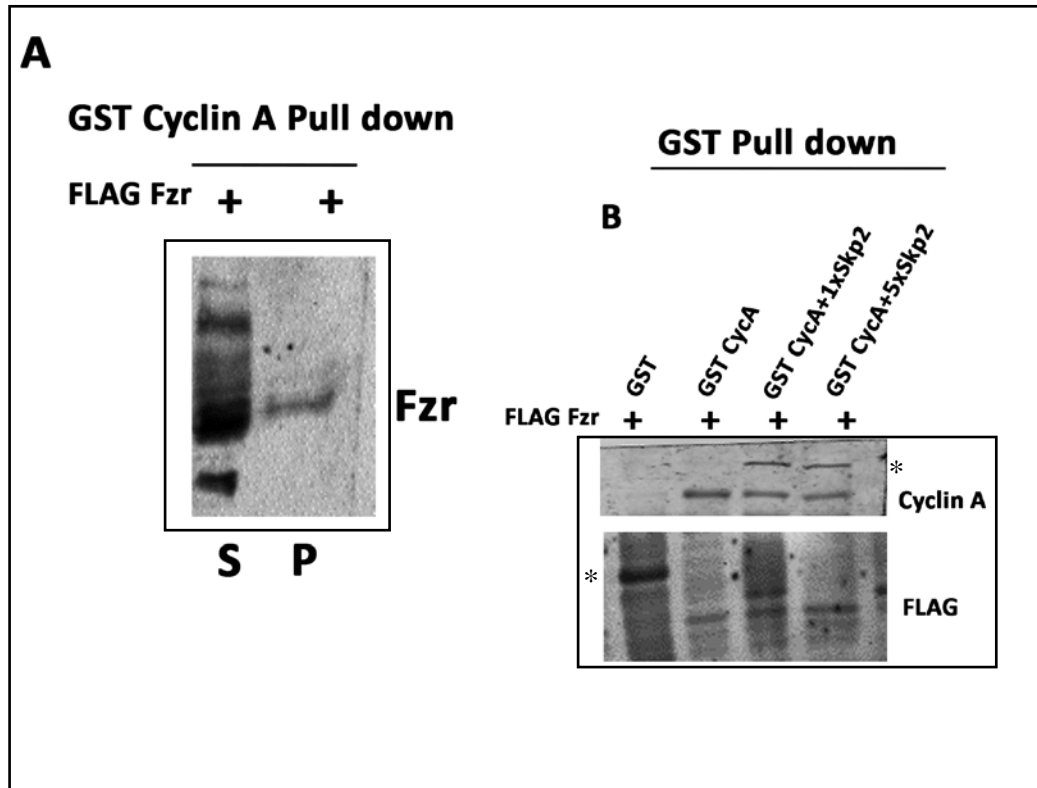 A
GST Cyclin A Pull down
FLAG Fzr + +
Fzr
S P
GST Pull down
B
GST
GST CycA
GST CycA+1xSkp2
GST CycA+5xSkp2
FLAG Fzr + + + +
*
Cyclin A
*
FLAG